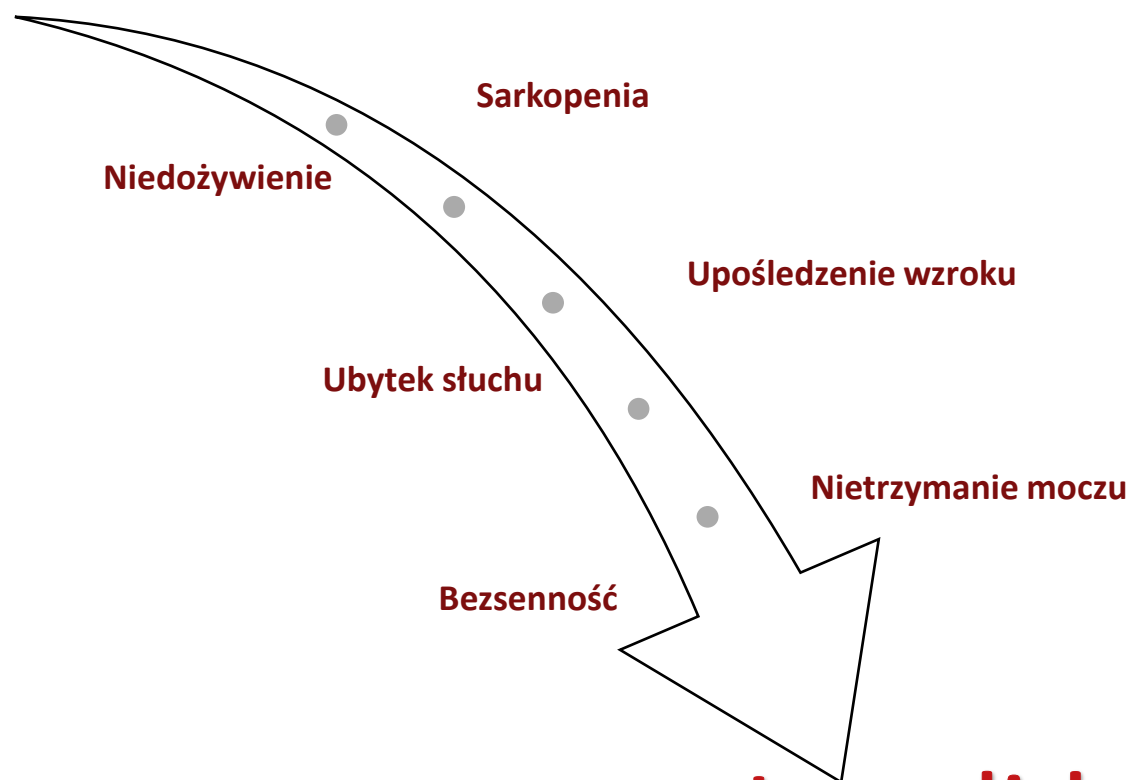 Sarkopenia
Niedożywienie
Upośledzenie wzroku
Ubytek słuchu
Nietrzymanie moczu
Bezsenność